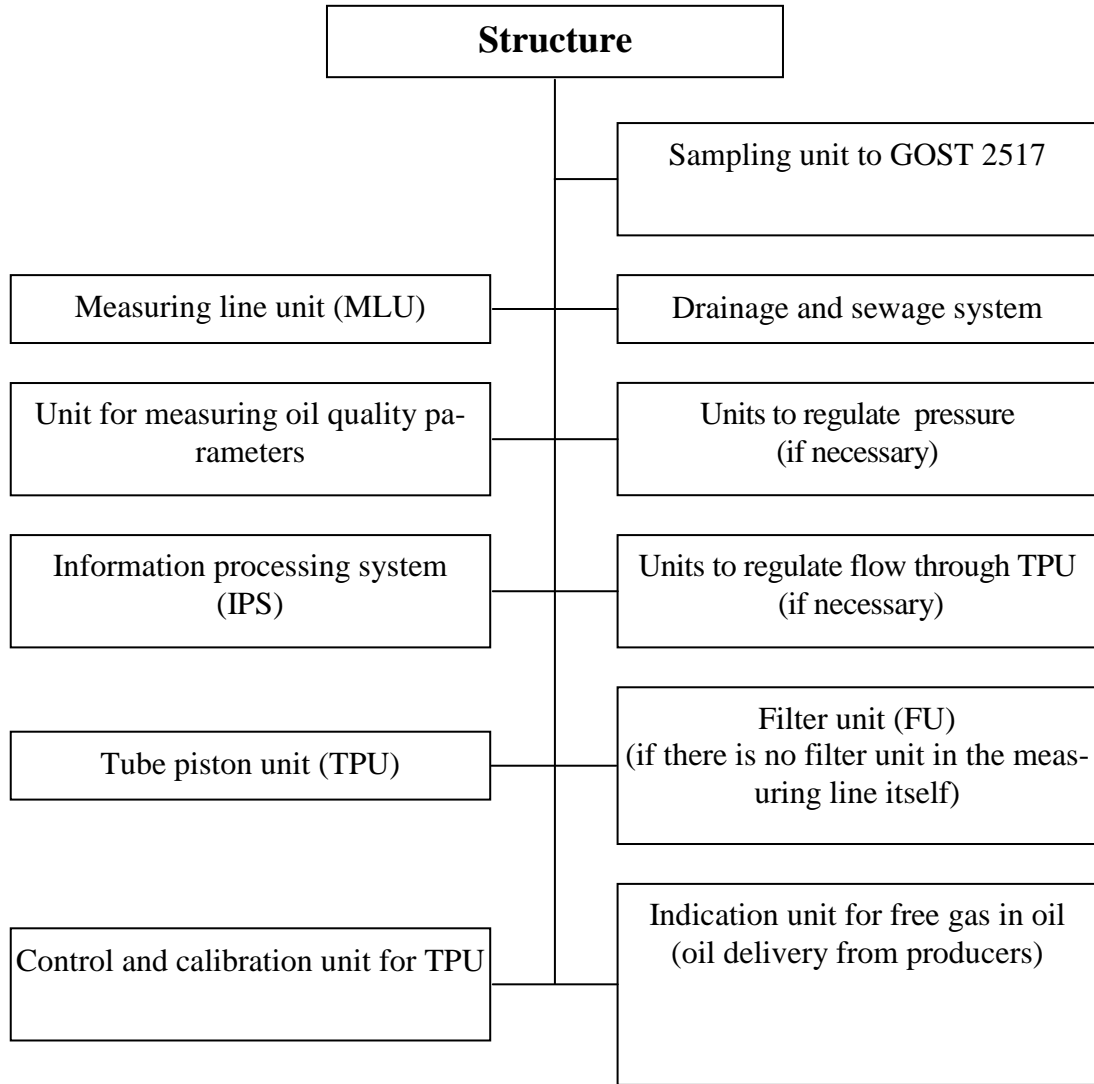 Structure
Sampling unit to GOST 2517
Measuring line unit (MLU)
Drainage and sewage system
Unit for measuring oil quality pa-
rameters
Units to regulate pressure
(if necessary)
Information processing system
(IPS)
Units to regulate flow through TPU
(if necessary)
Tube piston unit (TPU)
Filter unit (FU)
(if there is no filter unit in the meas-
uring line itself)
Control and calibration unit for TPU
Indication unit for free gas in oil
(oil delivery from producers)